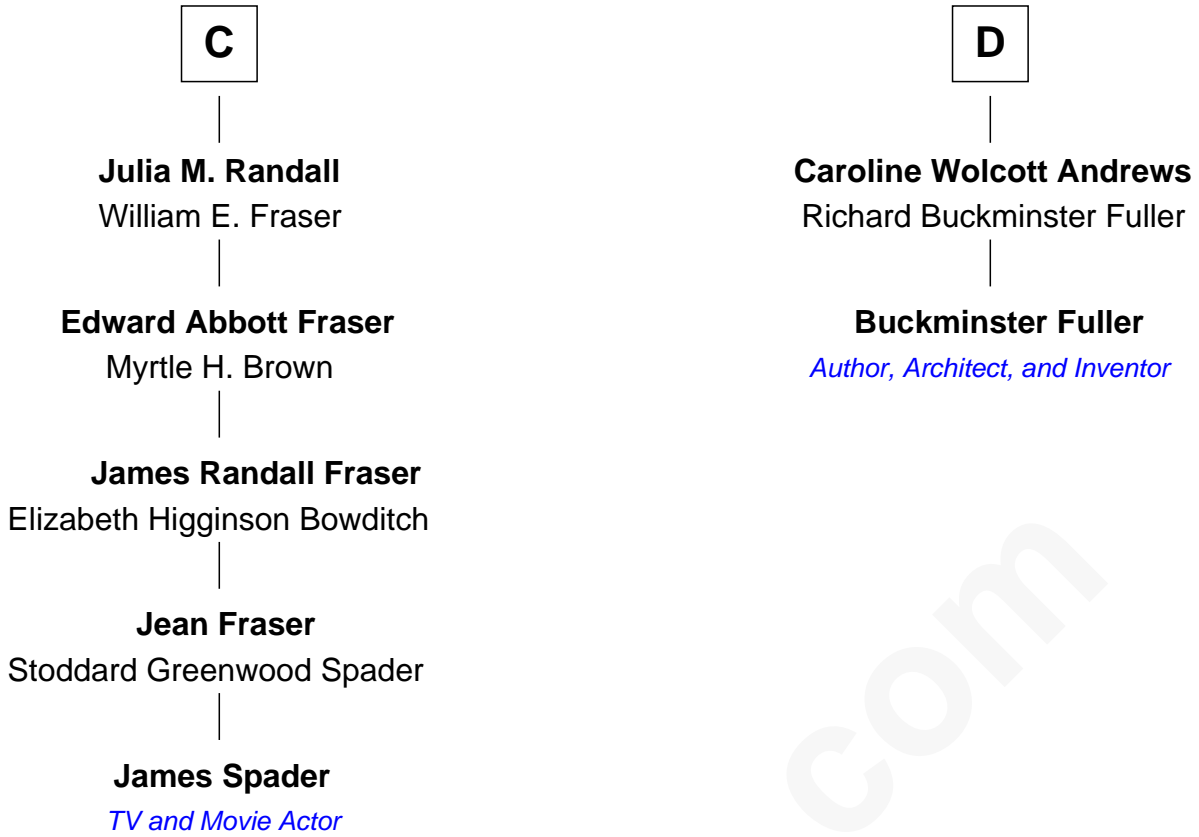 C
Julia M. Randall
William E. Fraser
Edward Abbott Fraser
Myrtle H. Brown
James Randall Fraser
Elizabeth Higginson Bowditch
Jean Fraser
Stoddard Greenwood Spader
James Spader
TV and Movie Actor
D
Caroline Wolcott Andrews
Richard Buckminster Fuller
Buckminster Fuller
Author, Architect, and Inventor
com